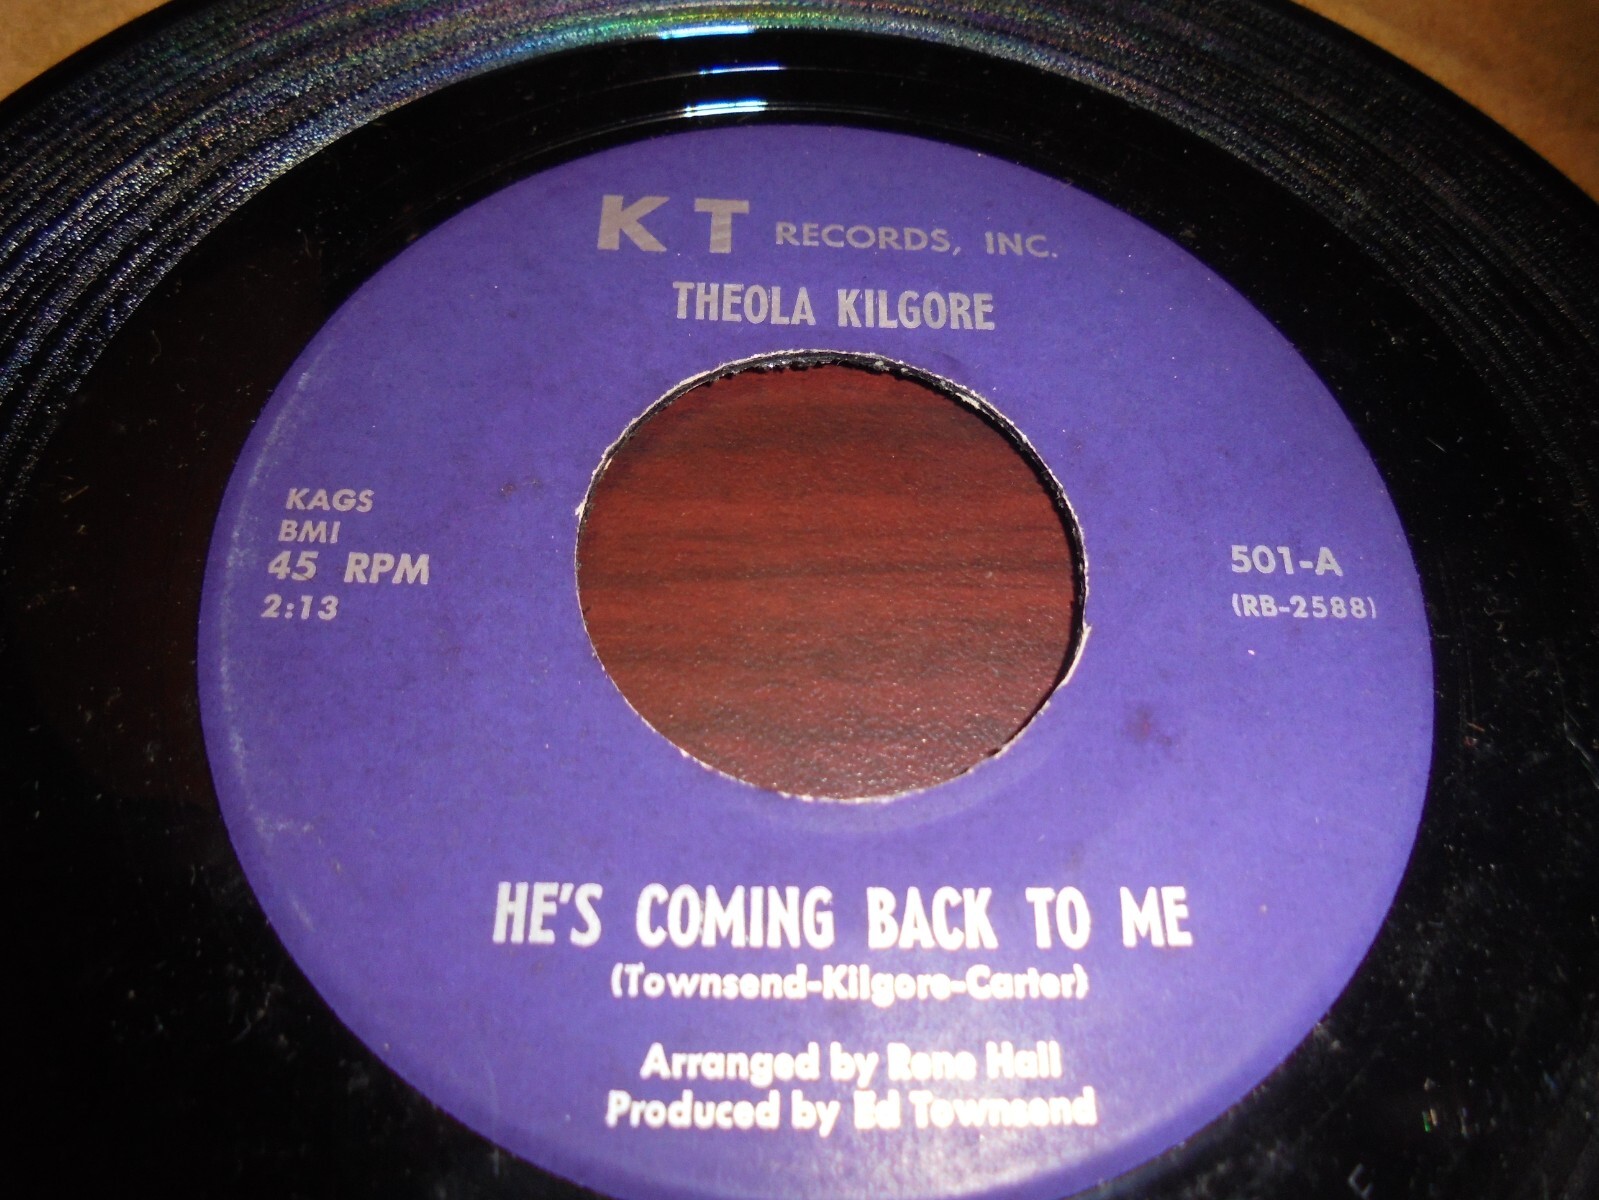 K T RECORDS, INC.
THEOLA KILGORE
KAGS
BMI
45 RPM
2:13
501-A
(RB-2588)
HE'S COMING BACK TO ME
(Townsend-Kilgore-Carter)
Arranged by Rene Hall
Produced by Ed Townsend